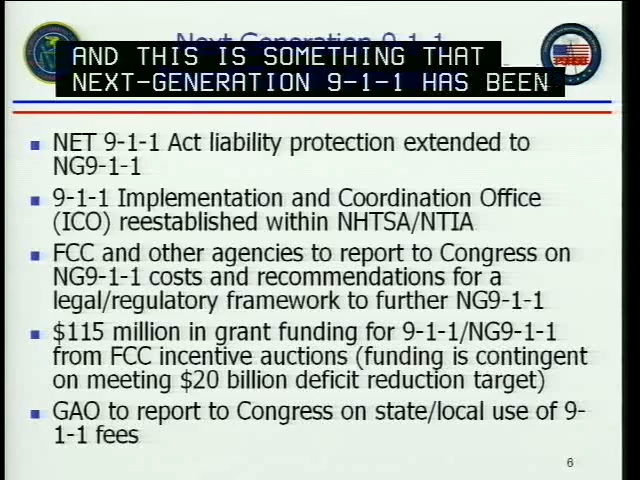 Next Generation 9-1-1
AND THIS IS SOMETHING THAT
NEXT-GENERATION 9-1-1 HAS BEEN
NET 9-1-1 Act liability protection extended to
NG9-1-1
9-1-1 Implementation and Coordination Office
(ICO) reestablished within NHTSA/NTIA
FCC and other agencies to report to Congress on
NG9-1-1 costs and recommendations for a
legal/regulatory framework to further NG9-1-1
$115 million in grant funding for 9-1-1/NG9-1-1
from FCC incentive auctions (funding is contingent
on meeting $20 billion deficit reduction target)
GAO to report to Congress on state/local use of 9-
1-1 fees
6